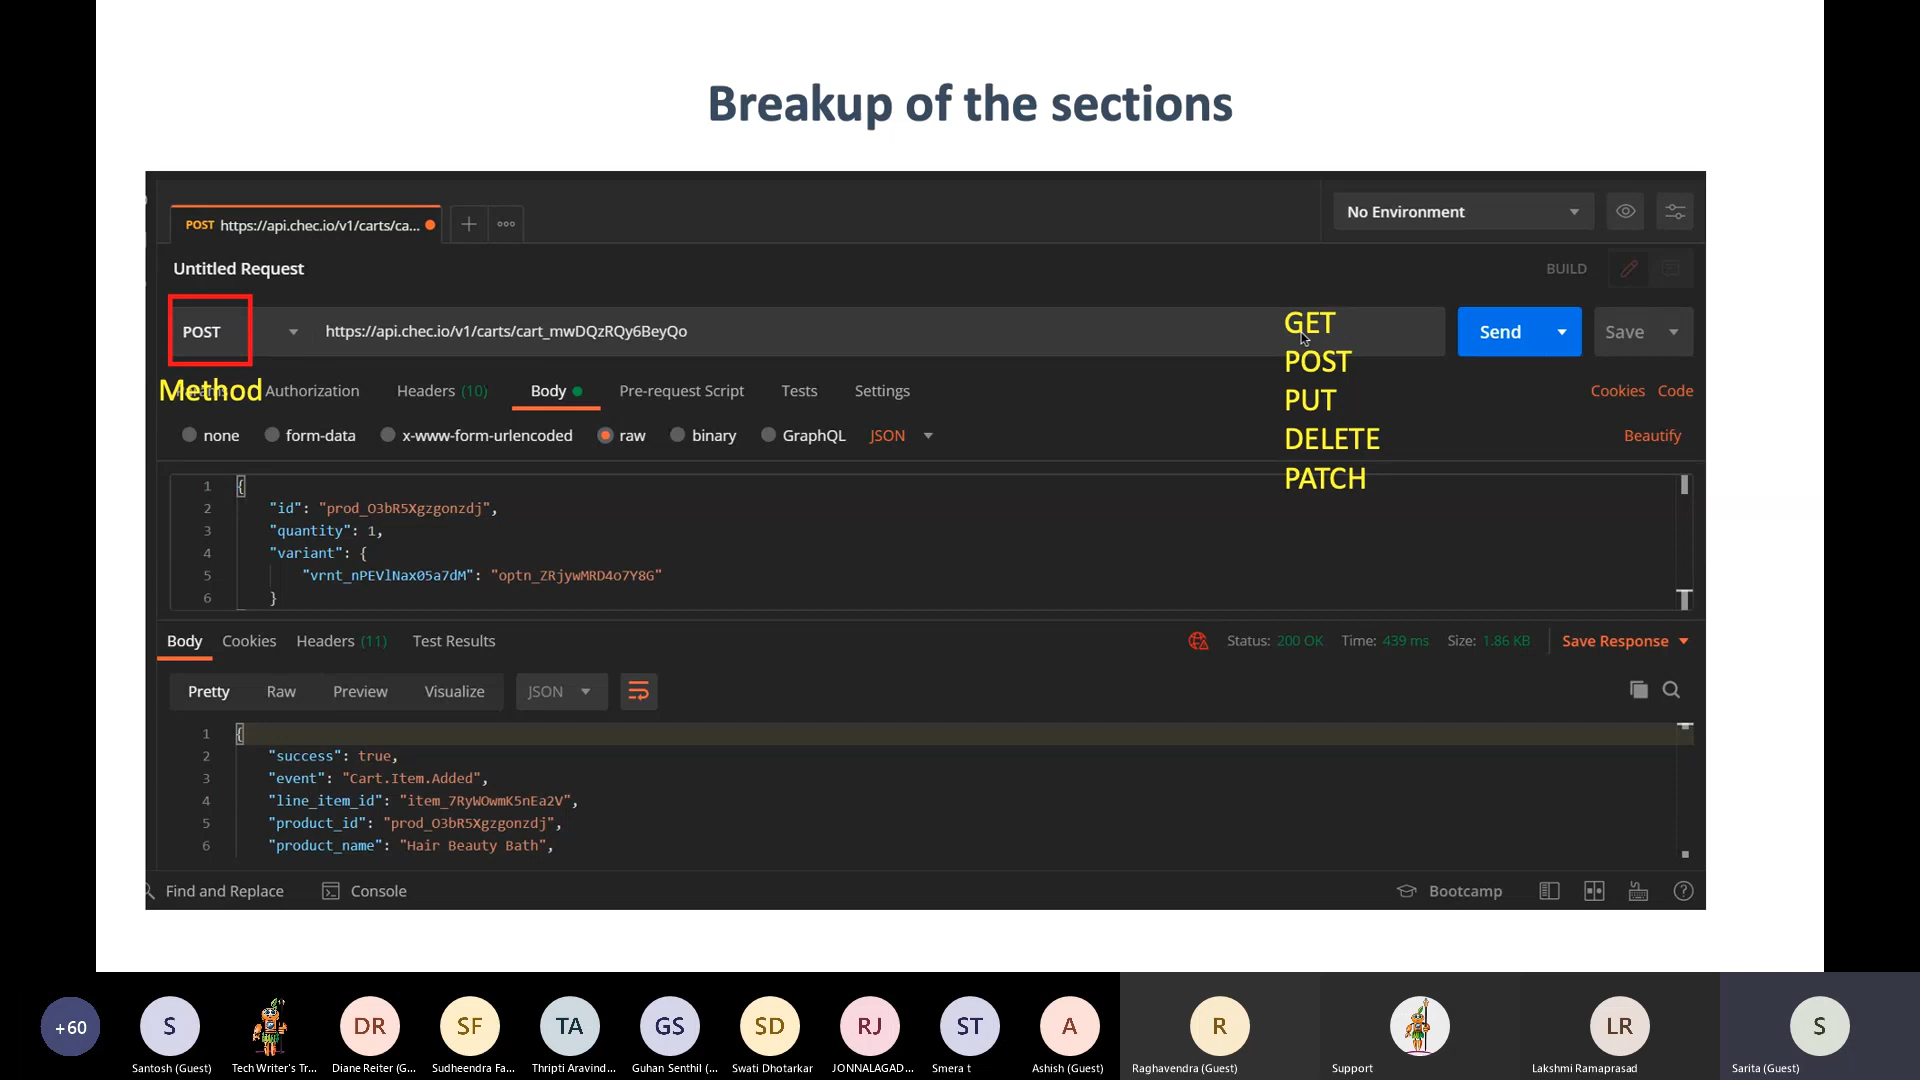 Breakup of the sections
POST https://api.chec.io/v1/carts/ca...
No Environment
Untitled Request
BUILD
POST
https://api.chec.io/v1/carts/cart_mwDQzRQy6BeyQo
Send
Save
GET
POST
PUT
DELETE
PATCH
Method
Authorization
Headers (10)
Body
Pre-request Script
Tests
Settings
Cookies
Code
none
form-data
x-www-form-urlencoded
raw
binary
GraphQL
JSON
Beautify
1 {
2 "id": "prod_O3bR5Xgzgonzdj",
3 "quantity": 1,
4 "variant": {
5 "vrnt_nPEVlNax05a7dM": "optn_ZRjywMRD4o7Y8G"
6 }
Body
Cookies
Headers (11)
Test Results
Status: 200 OK
Time: 439 ms
Size: 1.86 KB
Save Response
Pretty
Raw
Preview
Visualize
JSON
1 {
2 "success": true,
3 "event": "Cart.Item.Added",
4 "line_item_id": "item_7RyWOwmK5nEa2V",
5 "product_id": "prod_O3bR5Xgzgonzdj",
6 "product_name": "Hair Beauty Bath",
Find and Replace
Console
Bootcamp
+60
S
DR
SF
TA
GS
SD
RJ
ST
A
R
LR
S
Santosh (Guest)
Tech Writer's Tr...
Diane Reiter (G...
Sudheendra Fa...
Thripti Aravind...
Guhan Senthil (...
Swati Dhotarkar
JONNALAGAD...
Smera t
Ashish (Guest)
Raghavendra (Guest)
Support
Lakshmi Ramaprasad
Sarita (Guest)